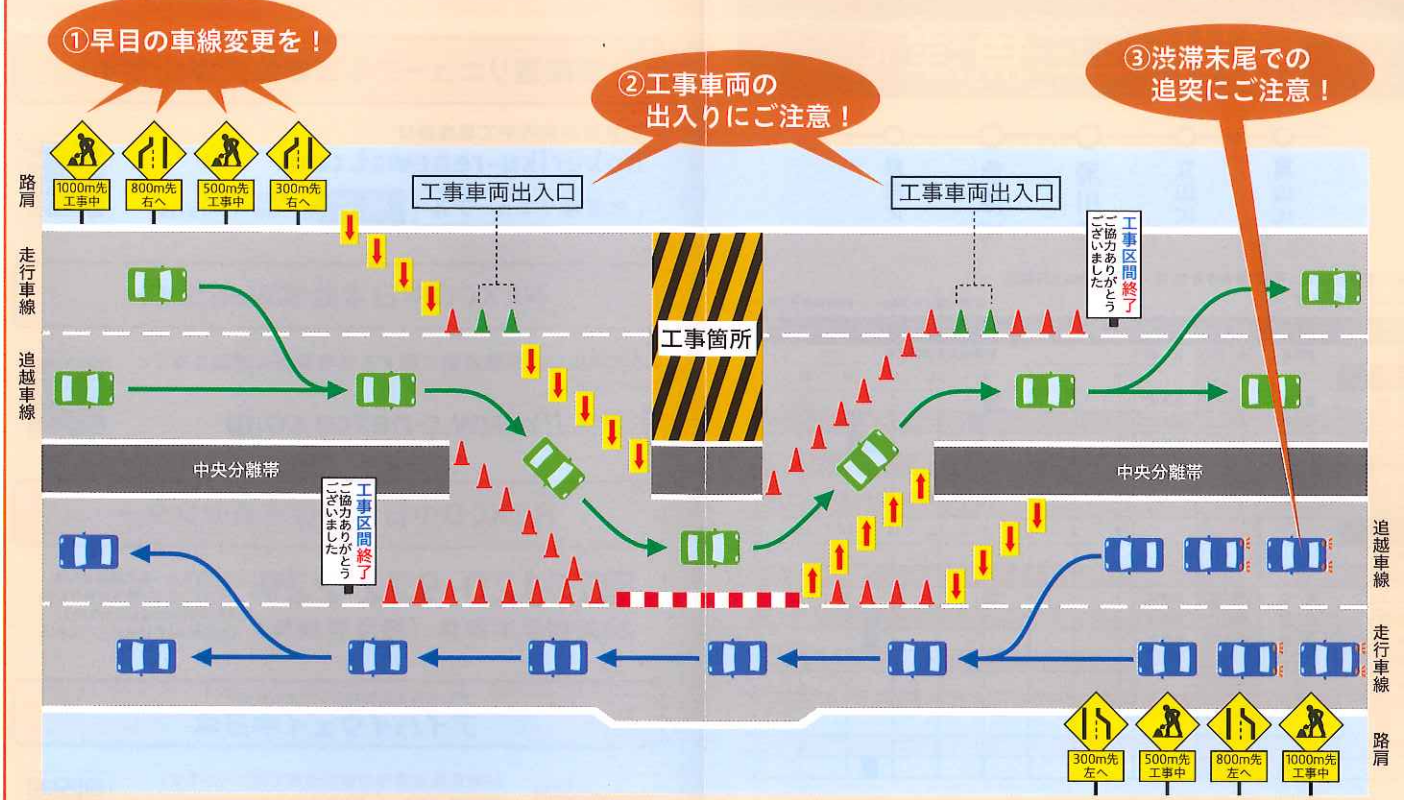 ①早目の車線変更を！
②工事車両の
出入りにご注意！
③渋滞末尾での
追突にご注意！
1000m先
工事中
800m先
右へ
500m先
工事中
300m先
右へ
路肩
走行車線
追越車線
工事車両出入口
工事車両出入口
工事箇所
工事区間終了
ご協力ありがとう
ございました
中央分離帯
中央分離帯
工事区間終了
ご協力ありがとう
ございました
追越車線
走行車線
路肩
300m先
左へ
500m先
工事中
800m先
左へ
1000m先
工事中